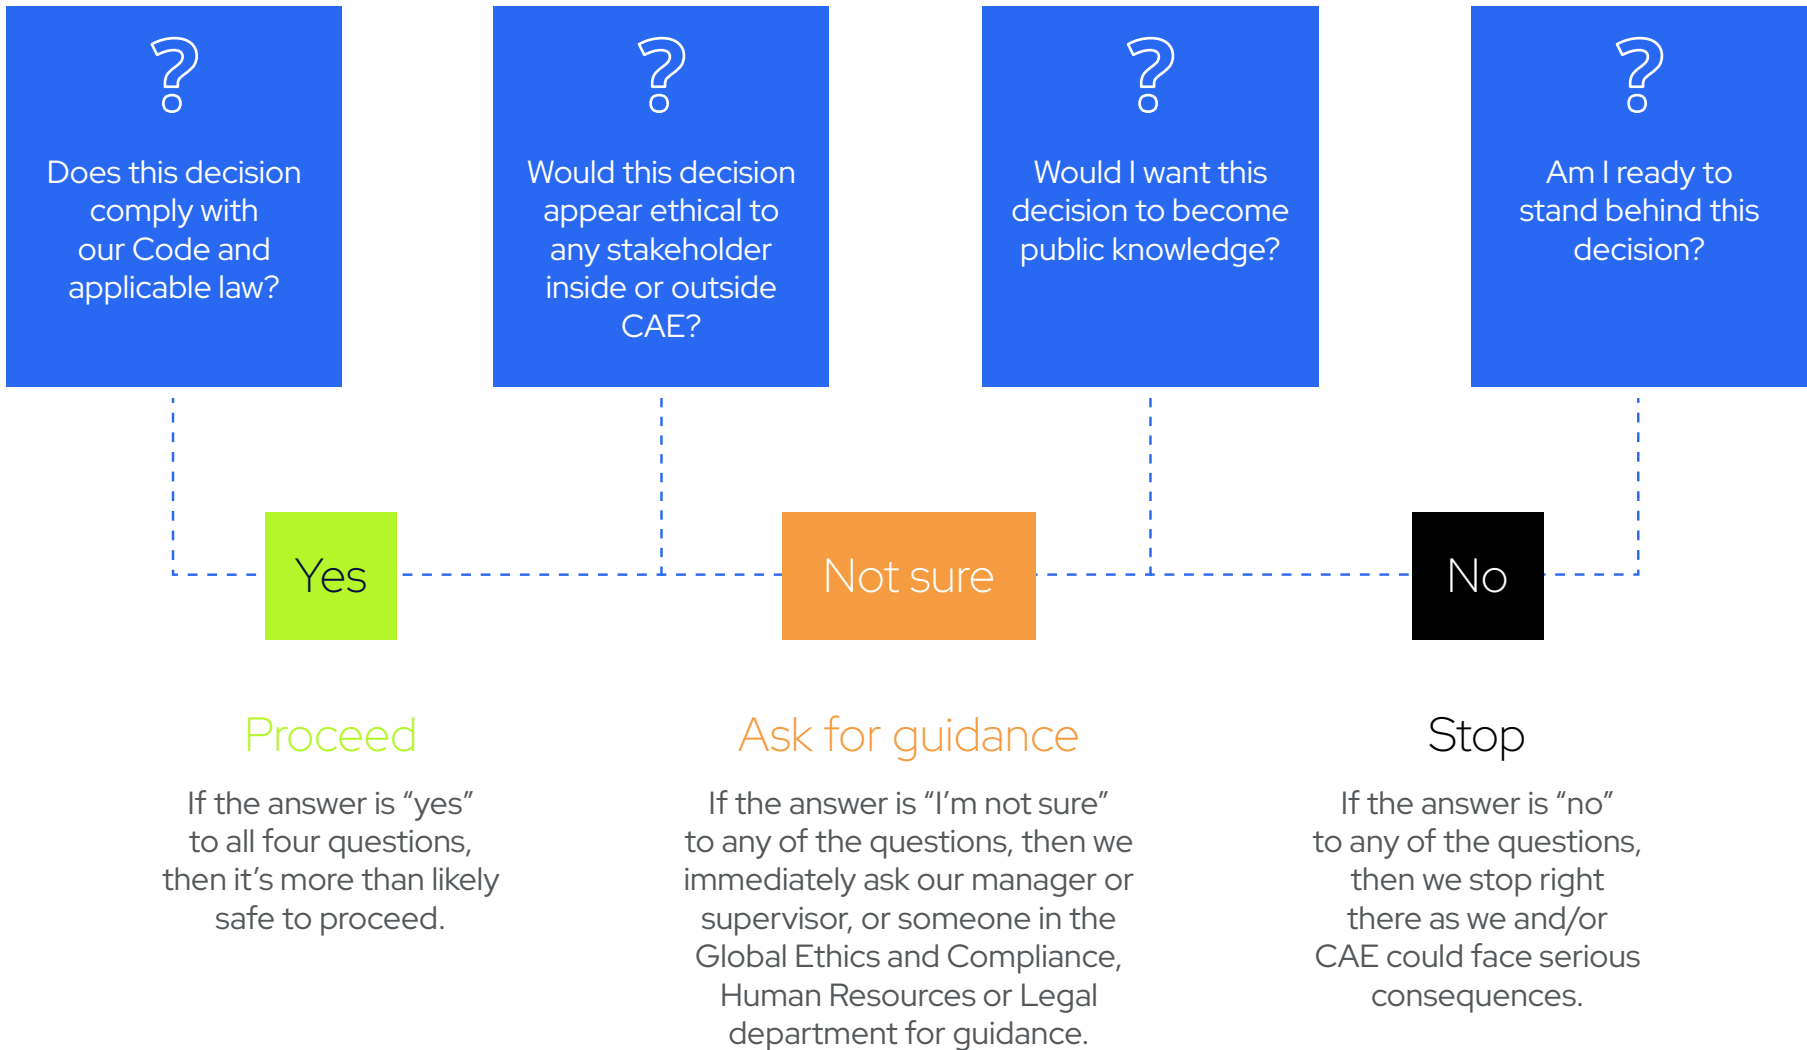 ?
Does this decision
comply with
our Code and
applicable law?
?
Would this decision
appear ethical to
any stakeholder
inside or outside
CAE?
?
Would I want this
decision to become
public knowledge?
?
Am I ready to
stand behind this
decision?
Yes
Not sure
No
Proceed
If the answer is “yes”
to all four questions,
then it’s more than likely
safe to proceed.
Ask for guidance
If the answer is “I’m not sure”
to any of the questions, then we
immediately ask our manager or
supervisor, or someone in the
Global Ethics and Compliance,
Human Resources or Legal
department for guidance.
Stop
If the answer is “no”
to any of the questions,
then we stop right
there as we and/or
CAE could face serious
consequences.